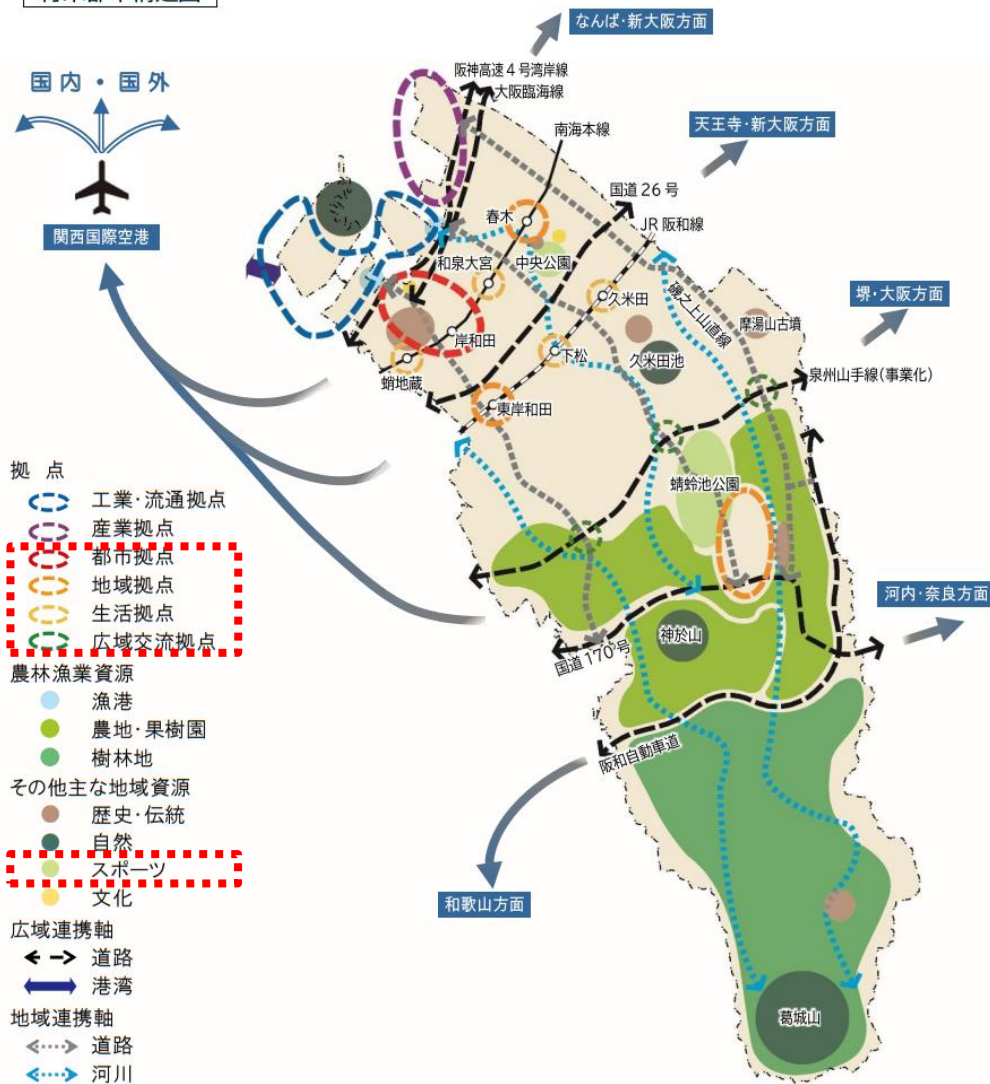 なんば・新大阪方面
阪神高速4号湾岸線
大阪臨海線
国内・国外
南海本線
天王寺・新大阪方面
国道26号
JR阪和線
関西国際空港
春木
和泉大宮
中央公園
久米田
磯之上山直線
堺・大阪方面
摩湯山古墳
岸和田
下松
久米田池
蛸地蔵
泉州山手線(事業化)
東岸和田
蜻蛉池公園
河内・奈良方面
神於山
国道170号
阪和自動車道
和歌山方面
葛城山
拠点
工業・流通拠点
産業拠点
都市拠点
地域拠点
生活拠点
広域交流拠点
農林漁業資源
漁港
農地・果樹園
樹林地
その他主な地域資源
歴史・伝統
自然
スポーツ
文化
広域連携軸
道路
港湾
地域連携軸
道路
河川